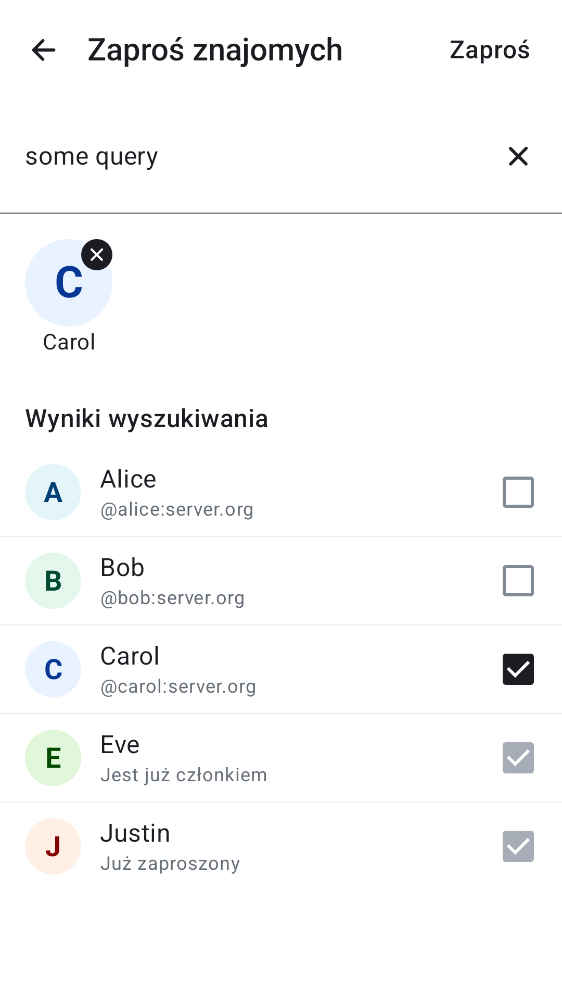 Zaproś znajomych
Zaproś
some query
C
Carol
Wyniki wyszukiwania
A
Alice
@alice:server.org
B
Bob
@bob:server.org
C
Carol
@carol:server.org
E
Eve
Jest już członkiem
J
Justin
Już zaproszony